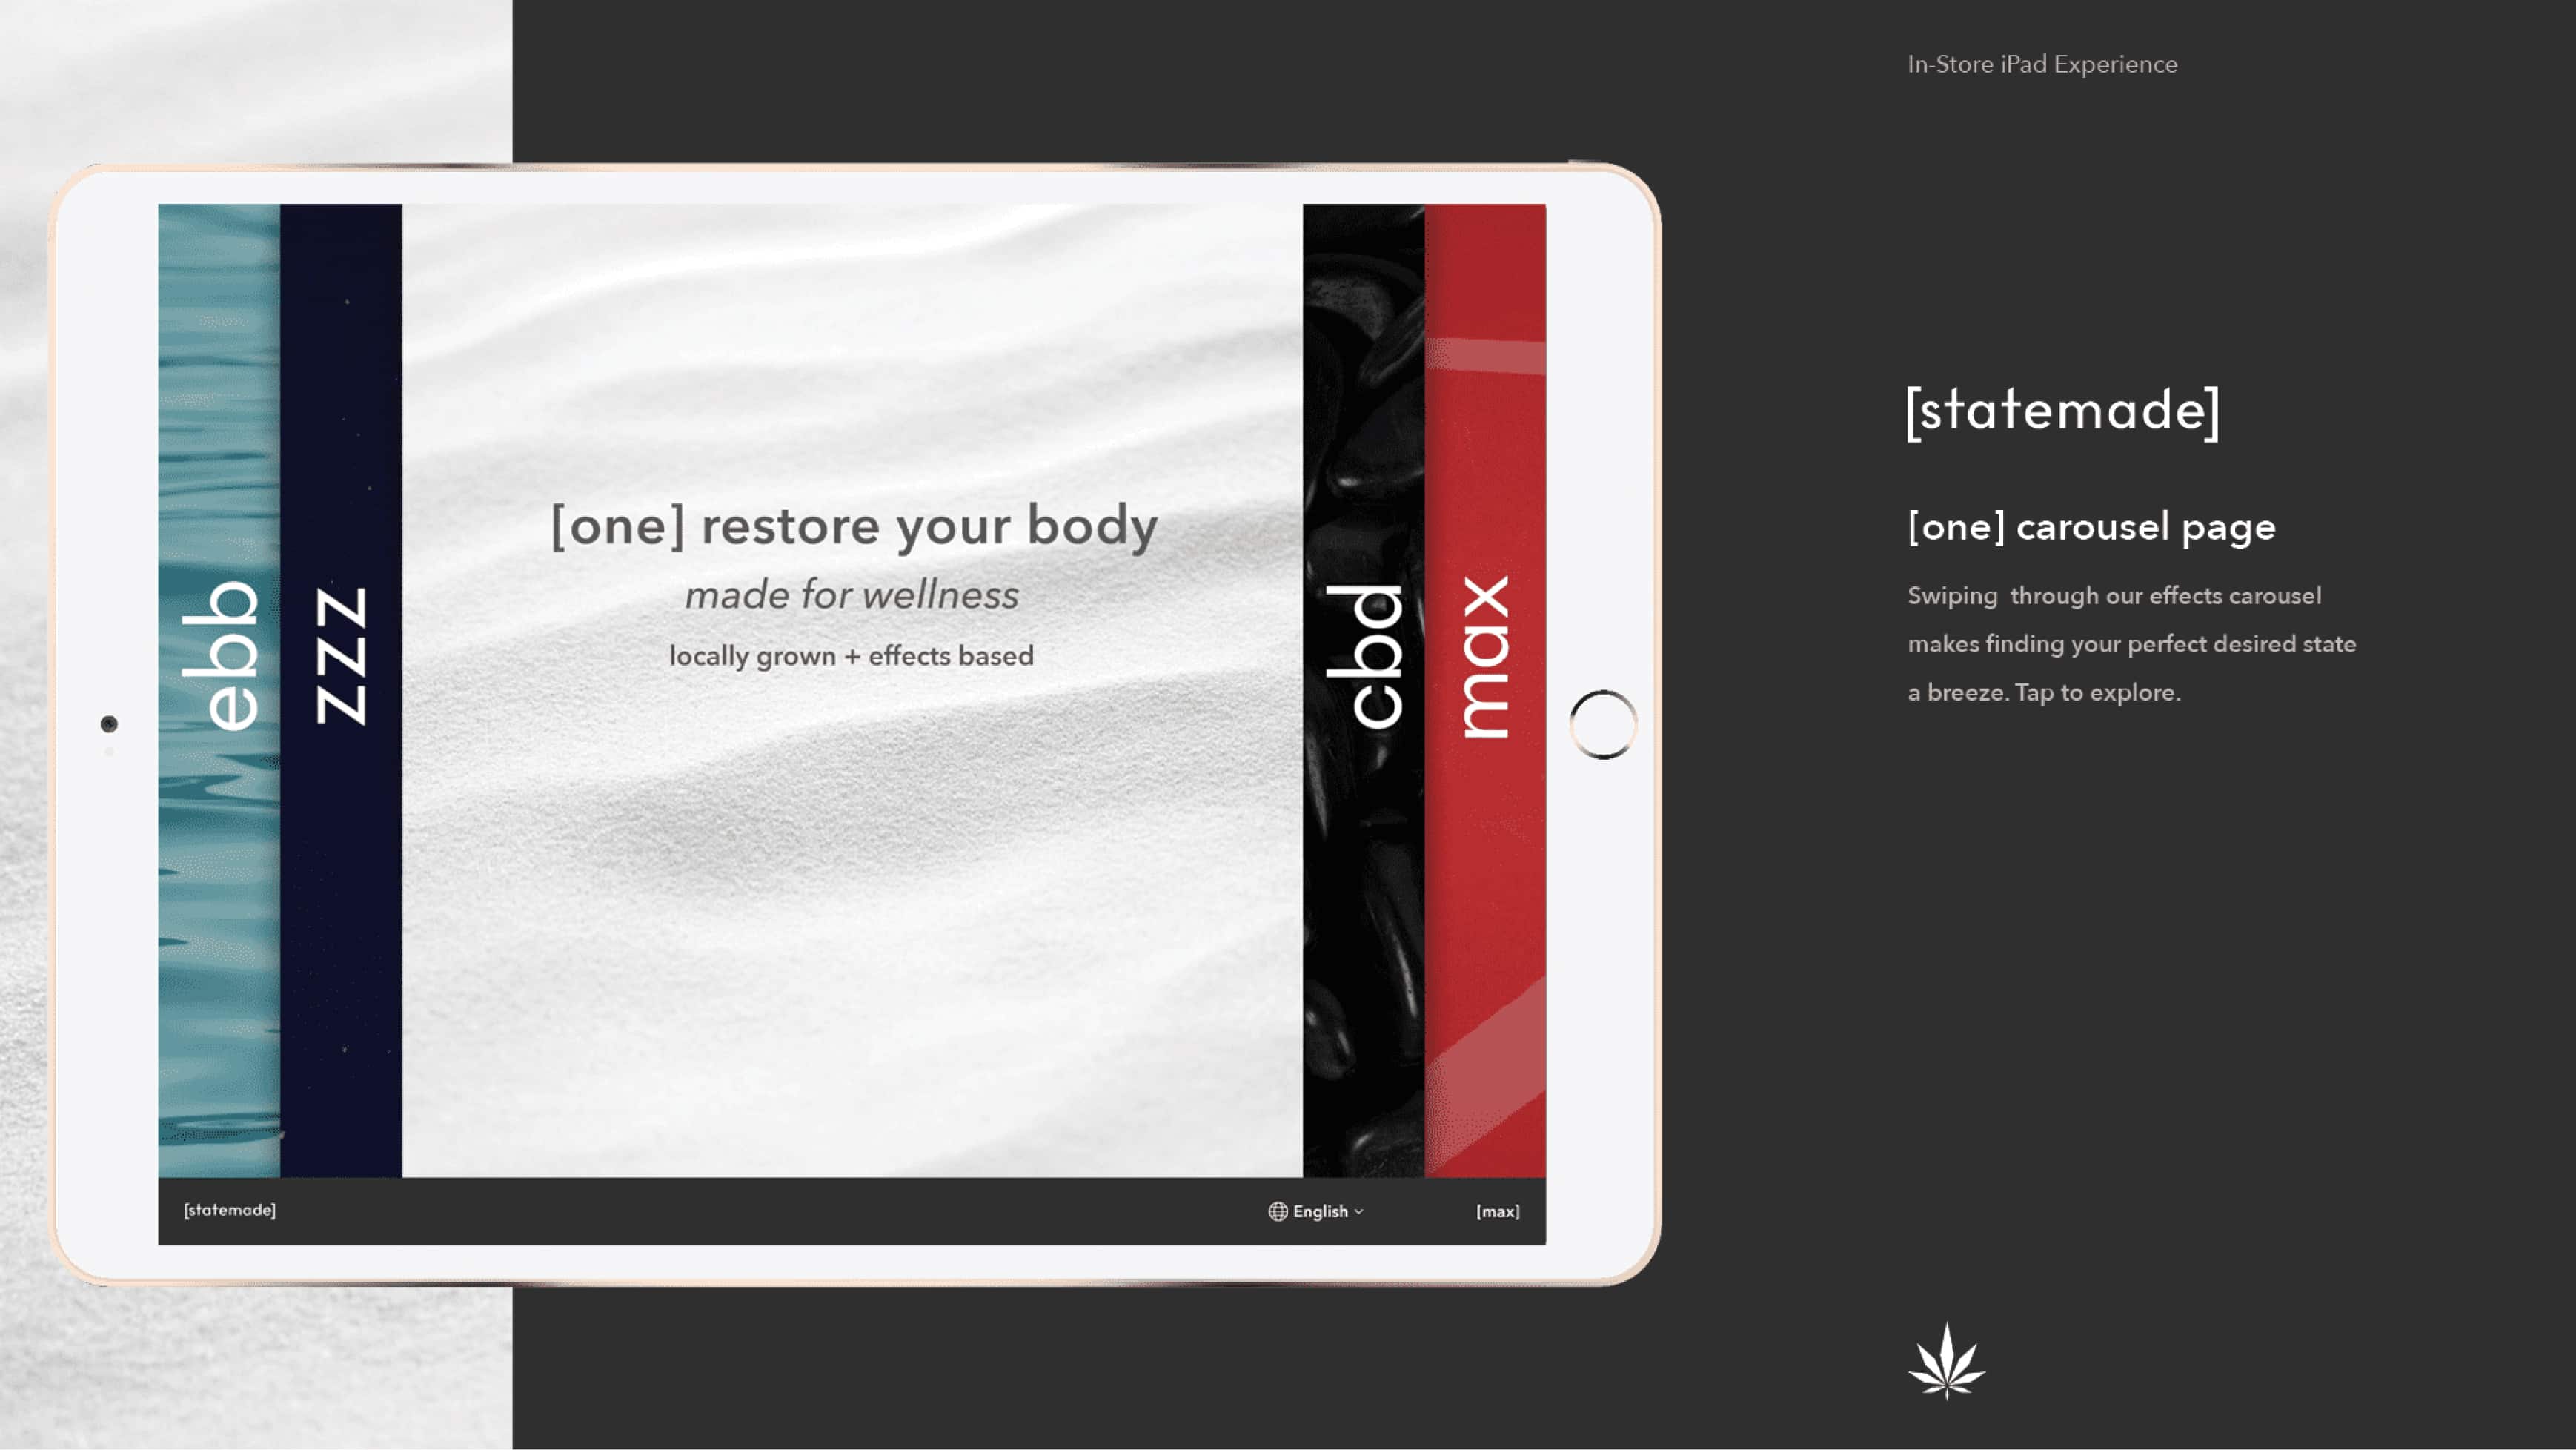 In-Store iPad Experience
[statemade]
[one] carousel page
Swiping through our effects carousel
makes finding your perfect desired state
a breeze. Tap to explore.
ebb
zzz
[one] restore your body
made for wellness
locally grown + effects based
cbd
max
[statemade]
English
[max]